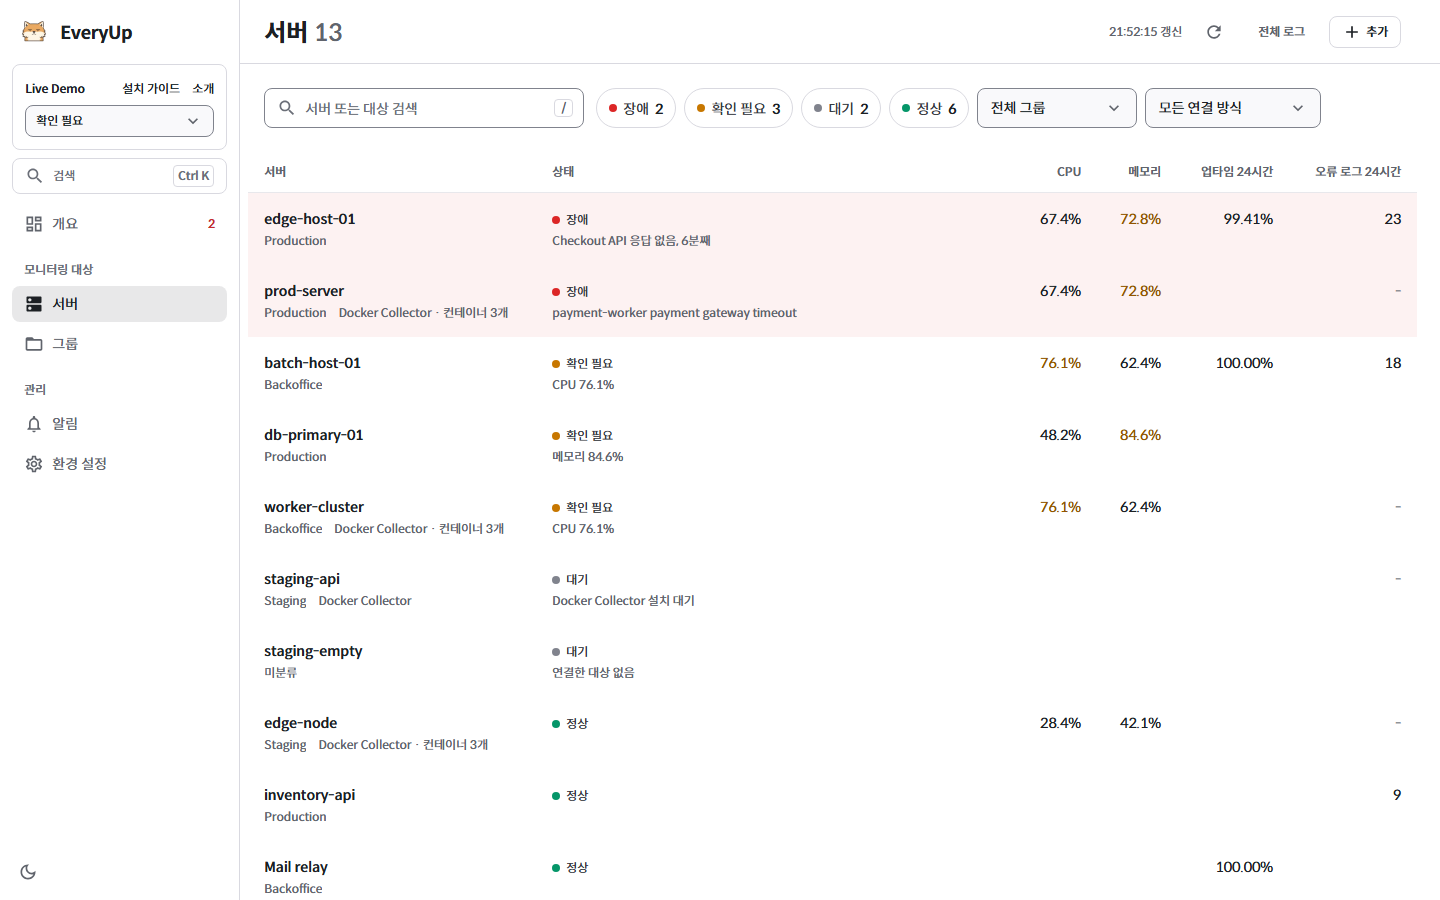 EveryUp
Live Demo 설치 가이드 소개
확인 필요
검색 Ctrl K
개요 2
모니터링 대상
서버
그룹
관리
알림
환경 설정
서버 13
21:52:15 갱신 전체 로그 추가
서버 또는 대상 검색 / 장애 2 확인 필요 3 대기 2 정상 6 전체 그룹 모든 연결 방식
서버 상태 CPU 메모리 업타임 24시간 오류 로그 24시간
edge-host-01 장애 67.4% 72.8% 99.41% 23
Production Checkout API 응답 없음, 6분째
prod-server 장애 67.4% 72.8% -
Production Docker Collector · 컨테이너 3개 payment-worker payment gateway timeout
batch-host-01 확인 필요 76.1% 62.4% 100.00% 18
Backoffice CPU 76.1%
db-primary-01 확인 필요 48.2% 84.6%
Production 메모리 84.6%
worker-cluster 확인 필요 76.1% 62.4% -
Backoffice Docker Collector · 컨테이너 3개 CPU 76.1%
staging-api 대기 -
Staging Docker Collector Docker Collector 설치 대기
staging-empty 대기
미분류 연결한 대상 없음
edge-node 정상 28.4% 42.1% -
Staging Docker Collector · 컨테이너 3개
inventory-api 정상 9
Production
Mail relay 정상 100.00%
Backoffice